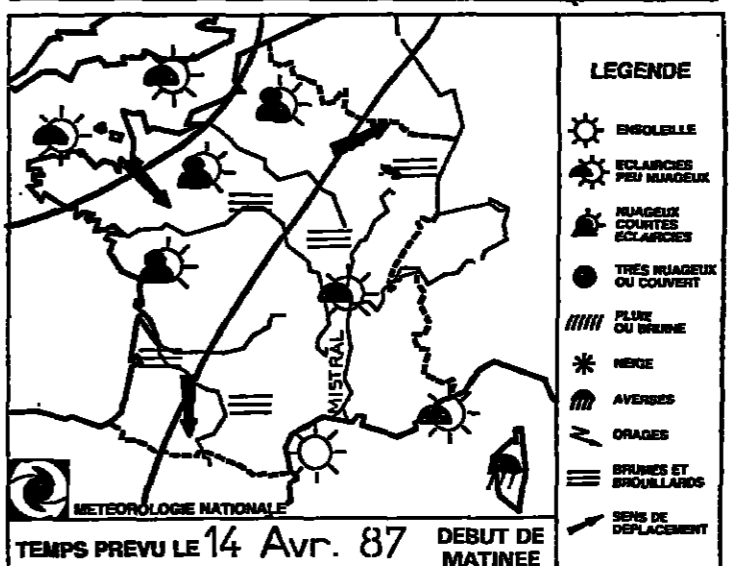 MISTRAL
METEOROLOGIE NATIONALE
TEMPS PREVU LE 14 Avr. 87 DEBUT DE
MATINEE
LEGENDE
ENSOLEILLE
ECLAIRCIES
PEU NUAGEUX
NUAGEUX
COURTES
ECLAIRCIES
TRÈS NUAGEUX
OU COUVERT
PLUIE
OU BRUINE
NEIGE
AVERSES
ORAGES
BRUMES ET
BROUILLARDS
SENS DE
DEPLACEMENT